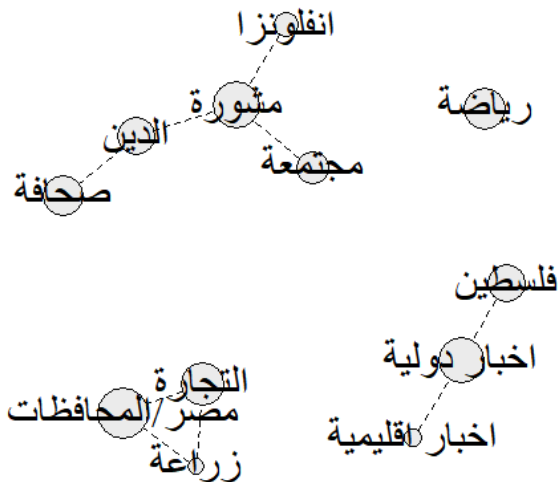 انفلونزا
مشورة
رياضة
الدين
مجتمعة
صحافة
فلسطين
اخبار دولية
التجارة
مصر/المحافظات
اخبار اقليمية
زراعة